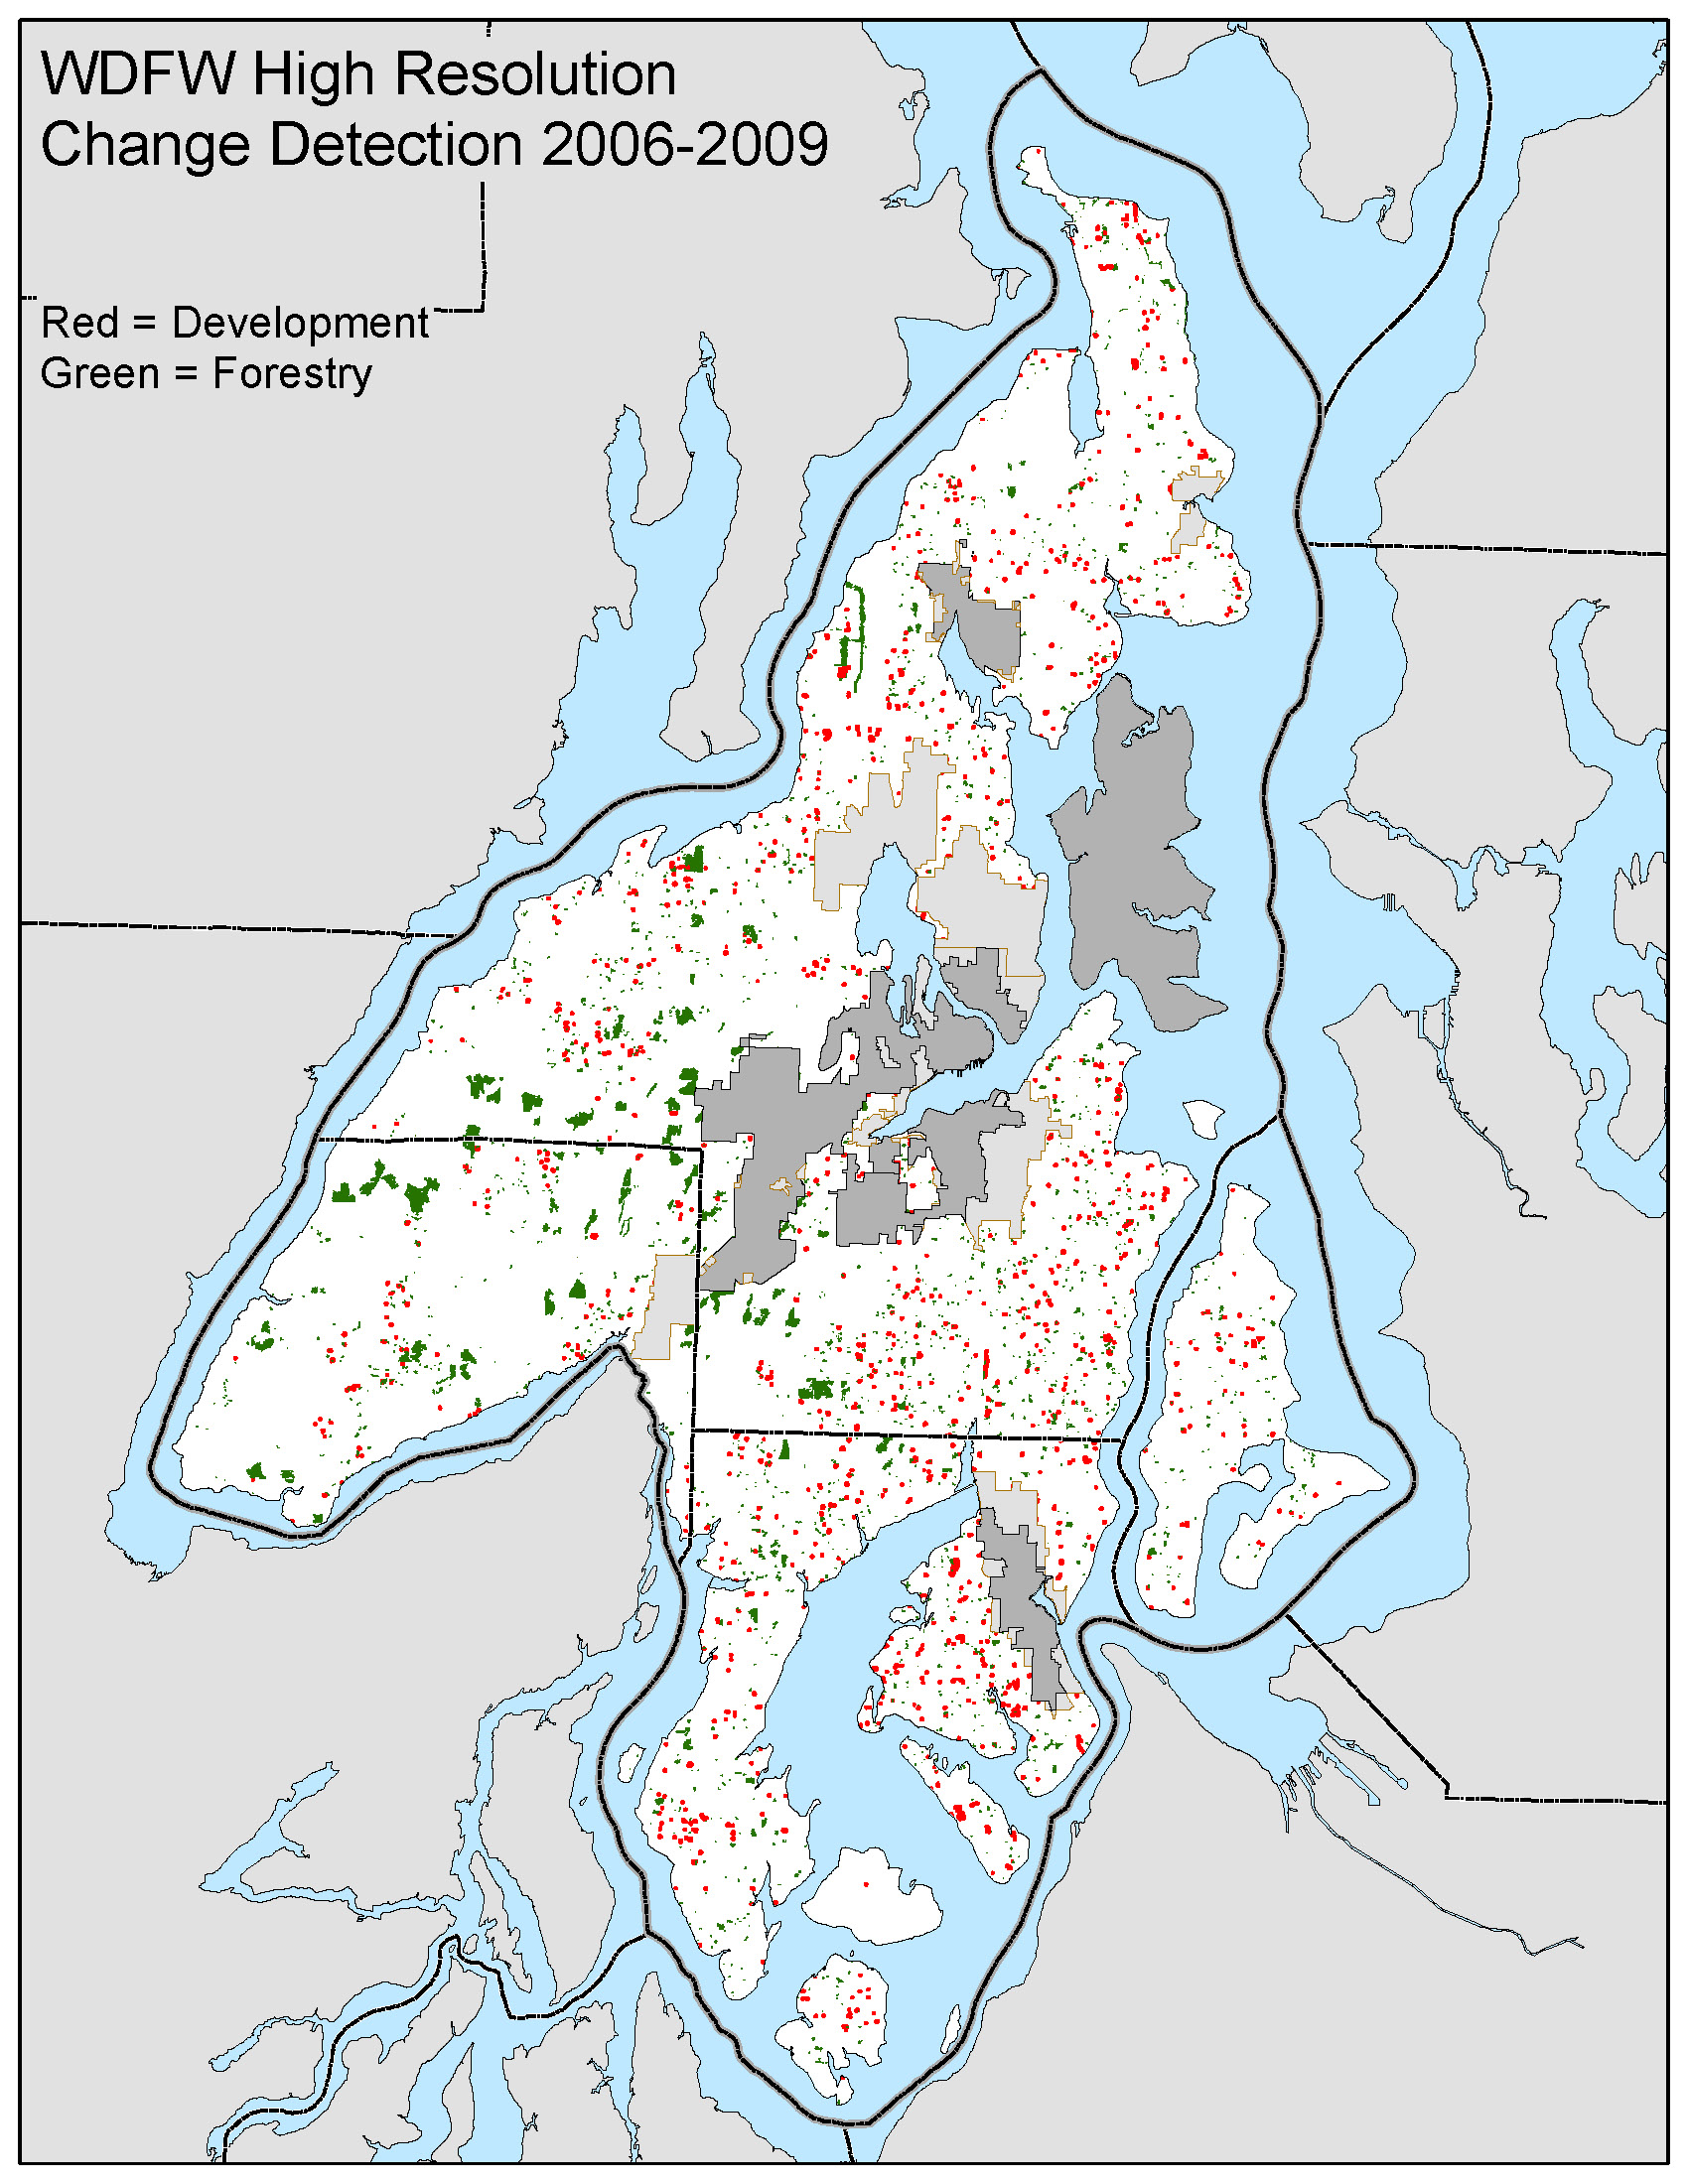 WDFW High Resolution
Change Detection 2006-2009
Red = Development
Green = Forestry